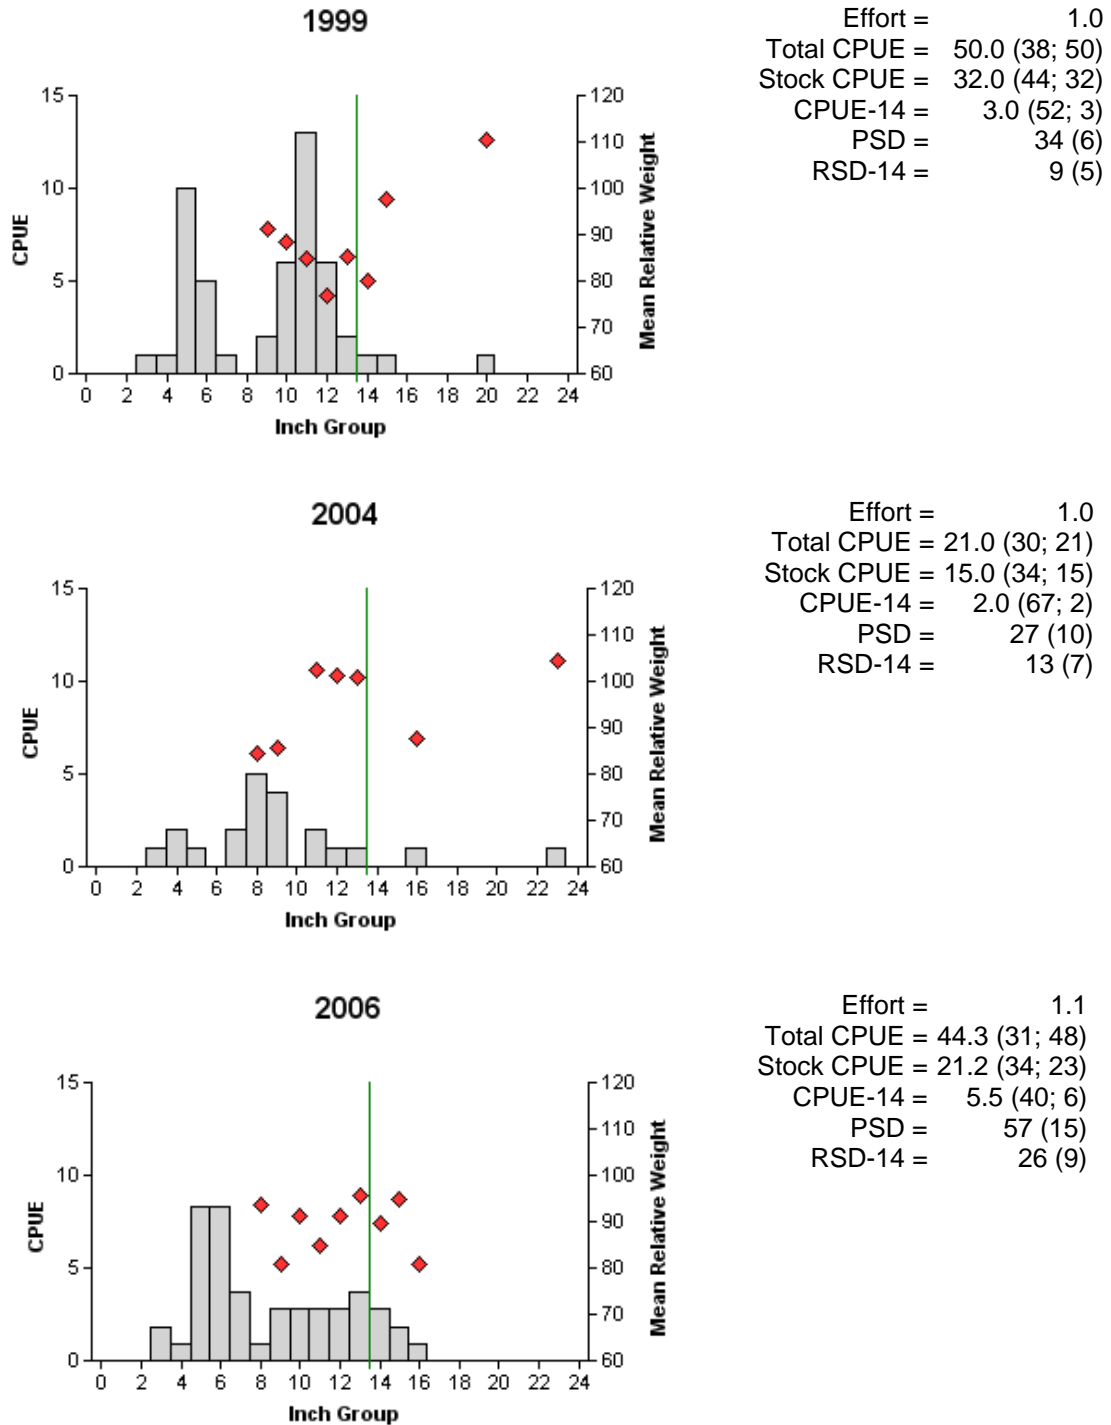 1999
Effort = 1.0
Total CPUE = 50.0 (38; 50)
Stock CPUE = 32.0 (44; 32)
CPUE-14 = 3.0 (52; 3)
PSD = 34 (6)
RSD-14 = 9 (5)
15 120
110
10 100
90
5 80
70
0 60
CPUE
Mean Relative Weight
0 2 4 6 8 10 12 14 16 18 20 22 24
Inch Group
2004
Effort = 1.0
Total CPUE = 21.0 (30; 21)
Stock CPUE = 15.0 (34; 15)
CPUE-14 = 2.0 (67; 2)
PSD = 27 (10)
RSD-14 = 13 (7)
15 120
110
10 100
90
5 80
70
0 60
CPUE
Mean Relative Weight
0 2 4 6 8 10 12 14 16 18 20 22 24
Inch Group
2006
Effort = 1.1
Total CPUE = 44.3 (31; 48)
Stock CPUE = 21.2 (34; 23)
CPUE-14 = 5.5 (40; 6)
PSD = 57 (15)
RSD-14 = 26 (9)
15 120
110
10 100
90
5 80
70
0 60
CPUE
Mean Relative Weight
0 2 4 6 8 10 12 14 16 18 20 22 24
Inch Group